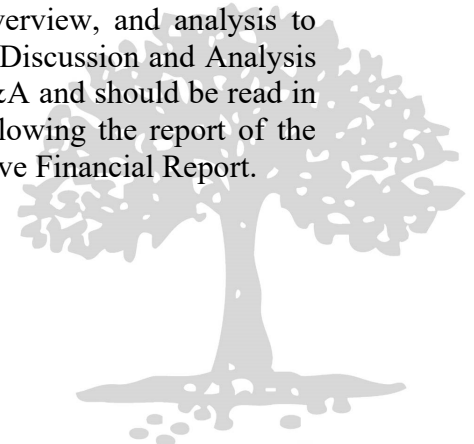 verview, and analysis to
Discussion and Analysis
&A and should be read in
lowing the report of the
ve Financial Report.